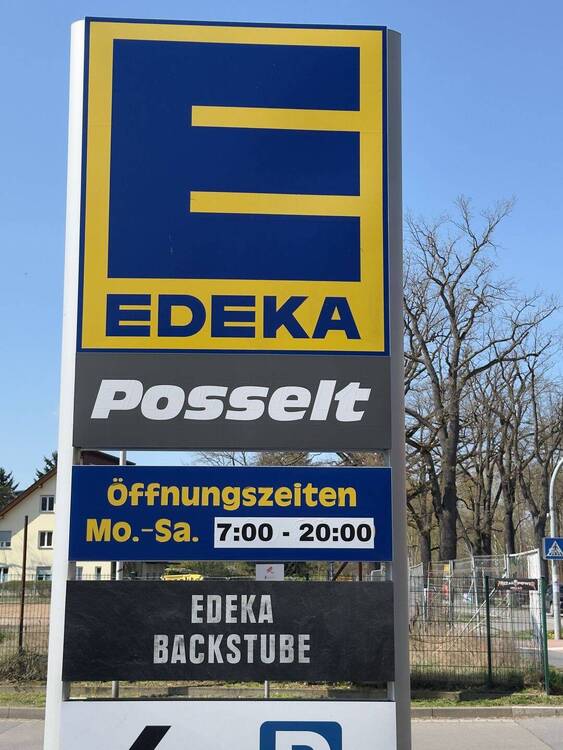 EDEKA
Posselt
Öffnungszeiten
Mo.-Sa. 7:00 - 20:00
EDEKA
BACKSTUBE